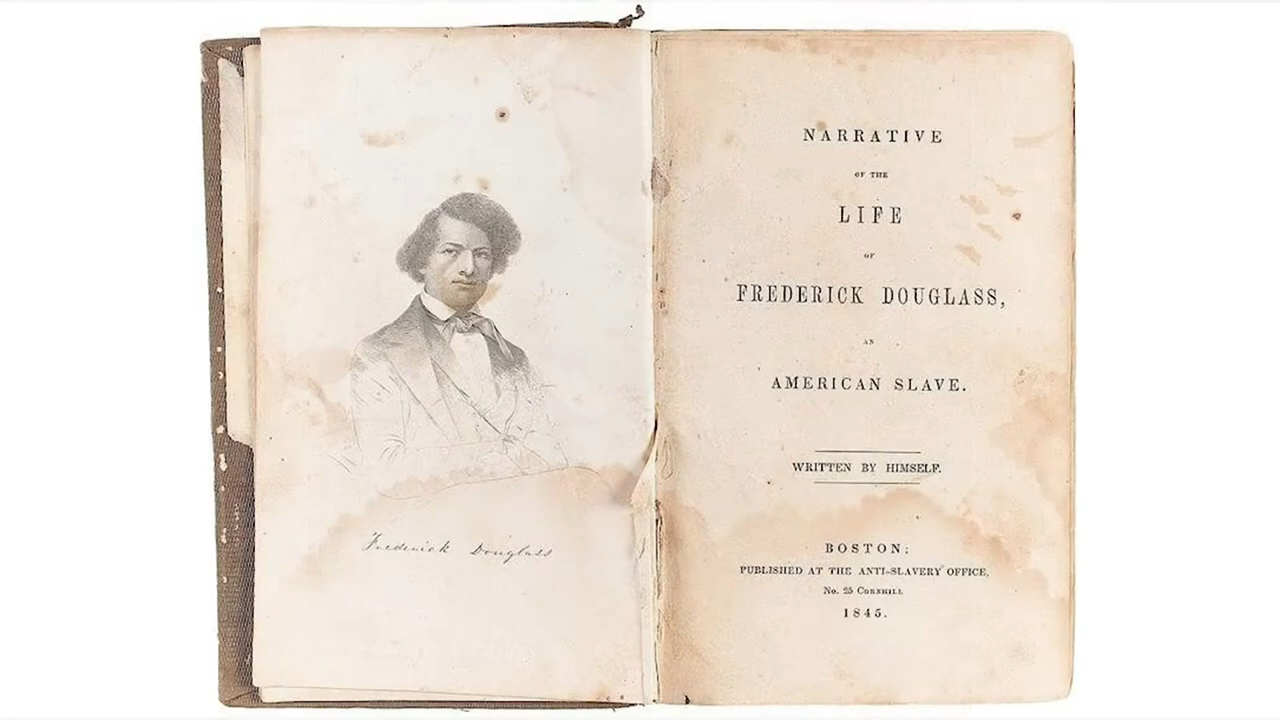 Frederick Douglass
NARRATIVE
OF THE
LIFE
OF
FREDERICK DOUGLASS,
AN
AMERICAN SLAVE.
WRITTEN BY HIMSELF.
BOSTON:
PUBLISHED AT THE ANTI-SLAVERY OFFICE,
No. 25 CORNHILL
1845.